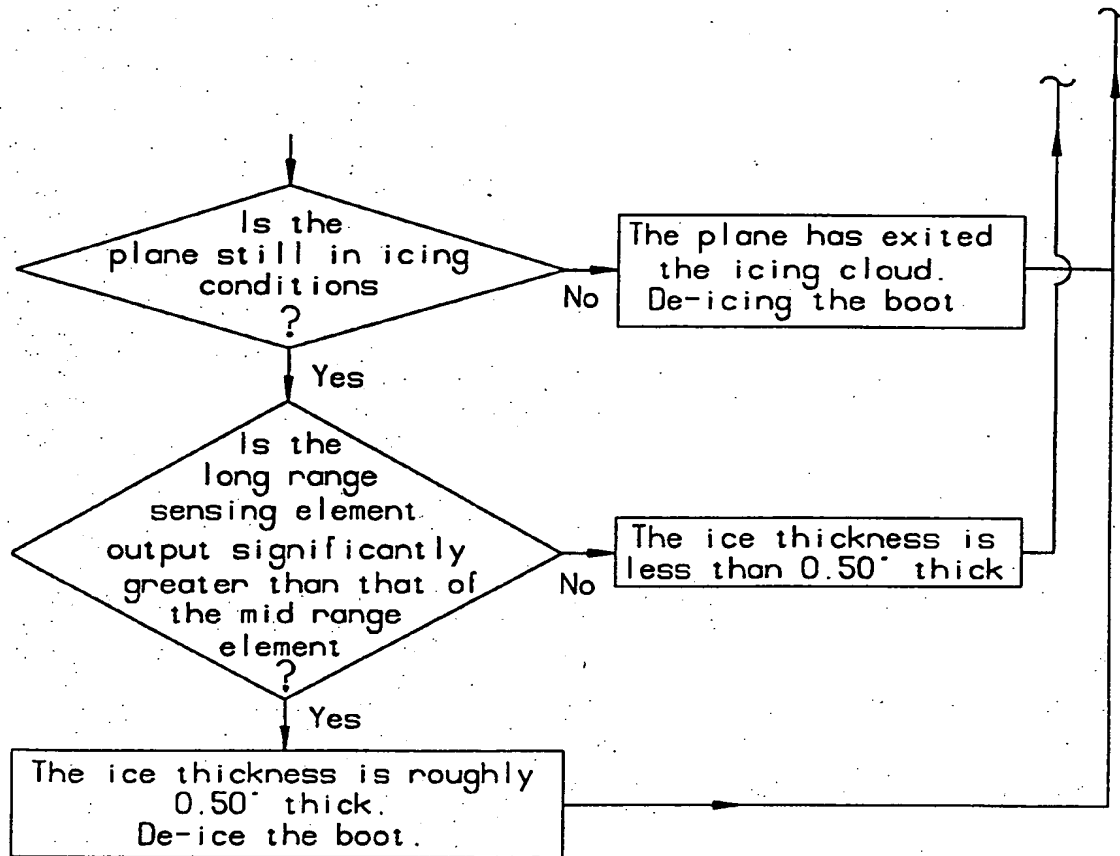 Is the
plane still in icing
conditions
?
No
The plane has exited
the icing cloud.
De-icing the boot
Yes
Is the
long range
sensing element
output significantly
greater than that of
the mid range
element
?
No
The ice thickness is
less than 0.50" thick
Yes
The ice thickness is roughly
0.50" thick.
De-ice the boot.